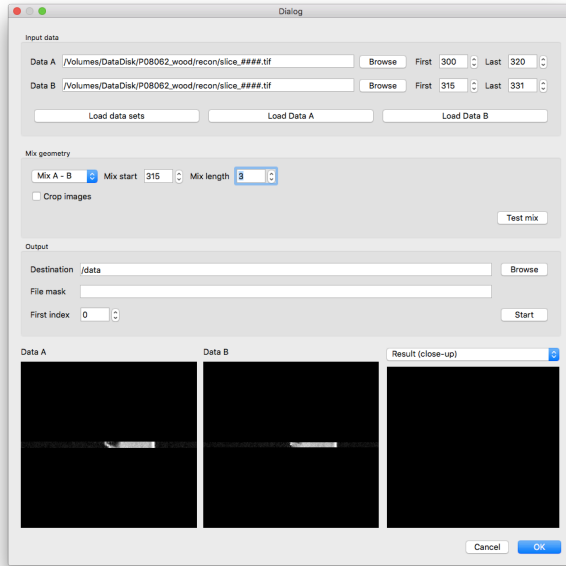 Dialog
Input data
Data A /Volumes/DataDisk/P08062_wood/recon/slice_####.tif Browse First 300 Last 320
Data B /Volumes/DataDisk/P08062_wood/recon/slice_####.tif Browse First 315 Last 331
Load data sets Load Data A Load Data B
Mix geometry
Mix A - B Mix start 315 Mix length 3
Crop images
Test mix
Output
Destination /data Browse
File mask
First index 0 Start
Data A Data B Result (close-up)
Cancel OK